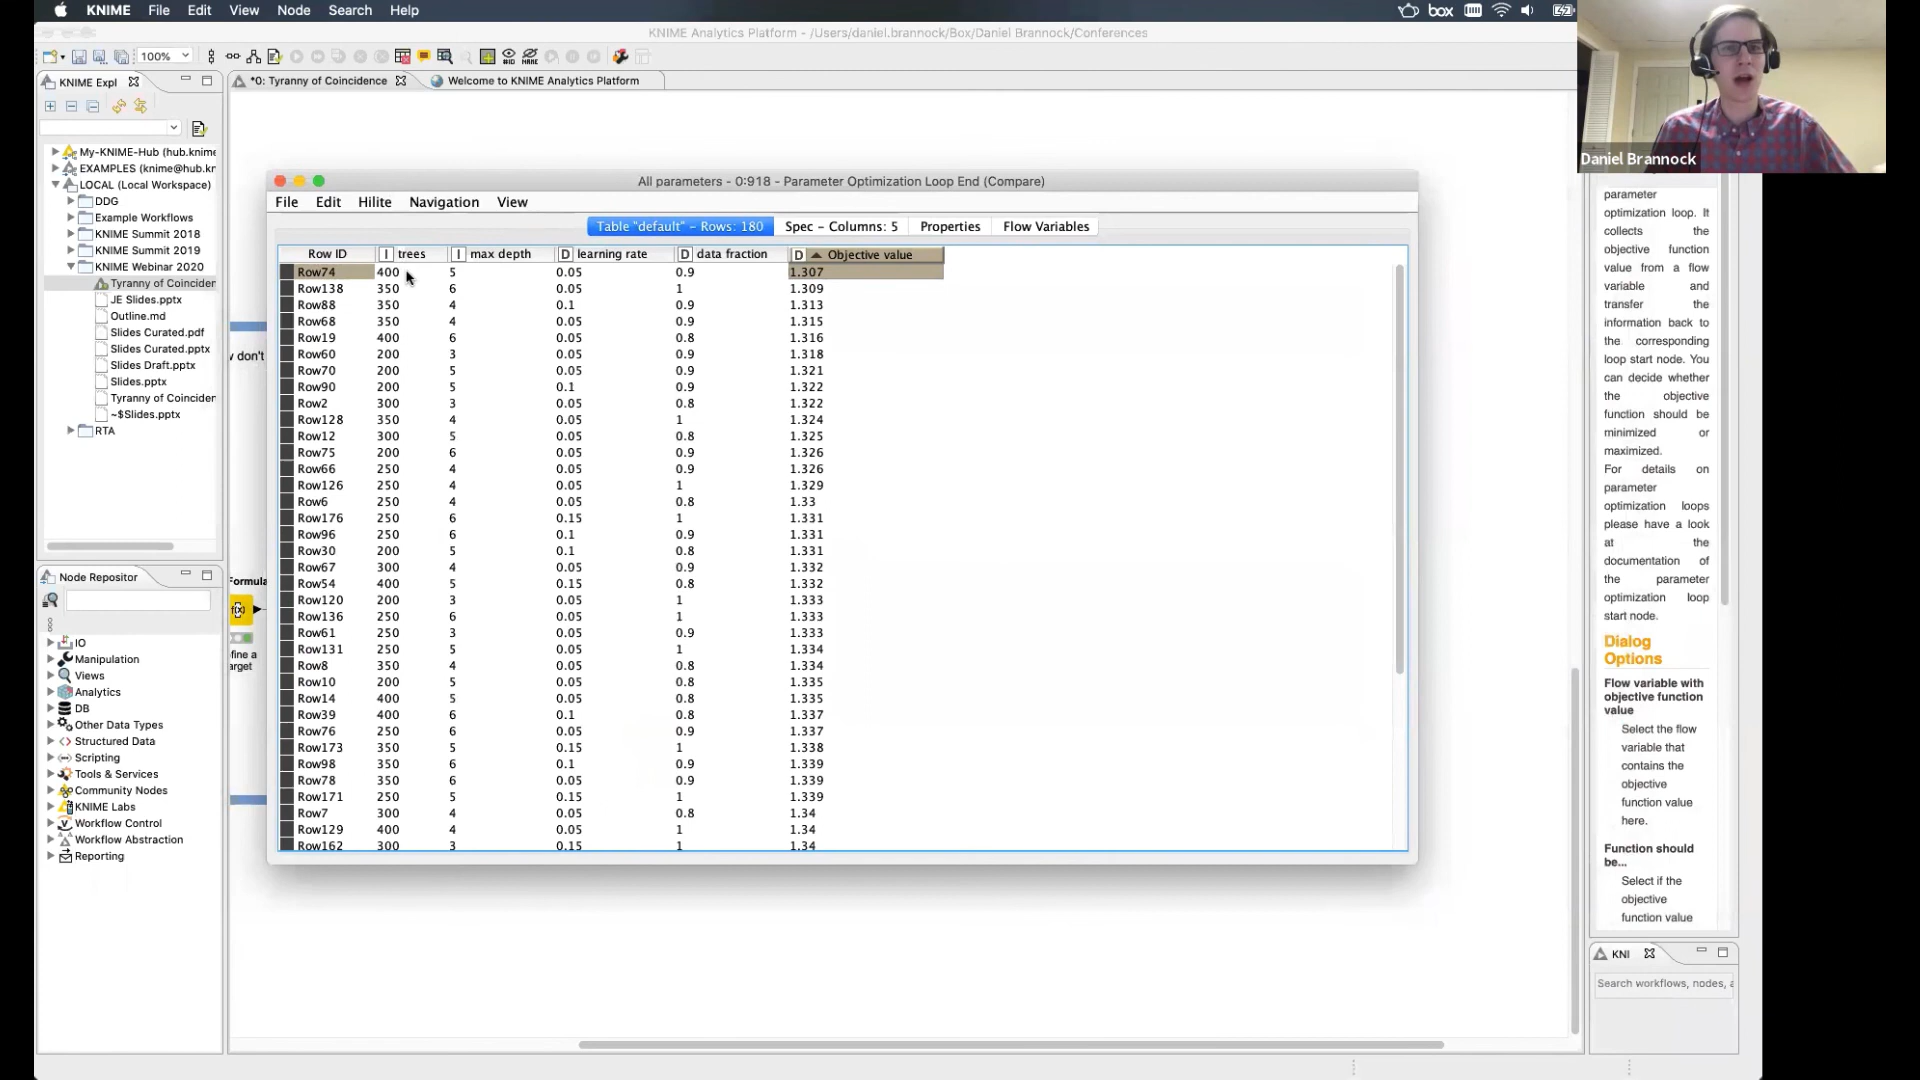 KNIME File Edit View Node Search Help
box
KNIME Analytics Platform - /Users/daniel.brannock/Box/Daniel Brannock/Conferences
100%
KNIME Expl
*0: Tyranny of Coincidence
Welcome to KNIME Analytics Platform
My-KNIME-Hub (hub.knime
EXAMPLES (knime@hub.kr
LOCAL (Local Workspace)
DDG
Example Workflows
KNIME Summit 2018
KNIME Summit 2019
KNIME Webinar 2020
Tyranny of Coinciden
JE Slides.pptx
Outline.md
Slides Curated.pdf
Slides Curated.pptx
Slides Draft.pptx
Slides.pptx
Tyranny of Coinciden
~$Slides.pptx
RTA
Node Repositor
IO
Manipulation
Views
Analytics
DB
Other Data Types
Structured Data
Scripting
Tools & Services
Community Nodes
KNIME Labs
Workflow Control
Workflow Abstraction
Reporting
don't
Formula
f(x)
fine a
arget
All parameters - 0:918 - Parameter Optimization Loop End (Compare)
File Edit Hilite Navigation View
Table "default" - Rows: 180 Spec - Columns: 5 Properties Flow Variables
Row ID I trees I max depth D learning rate D data fraction D Objective value
Row74 400 5 0.05 0.9 1.307
Row138 350 6 0.05 1 1.309
Row88 350 4 0.1 0.9 1.313
Row68 350 4 0.05 0.9 1.315
Row19 400 6 0.05 0.8 1.316
Row60 200 3 0.05 0.9 1.318
Row70 200 5 0.05 0.9 1.321
Row90 200 5 0.1 0.9 1.322
Row2 300 3 0.05 0.8 1.322
Row128 350 4 0.05 1 1.324
Row12 300 5 0.05 0.8 1.325
Row75 200 6 0.05 0.9 1.326
Row66 250 4 0.05 0.9 1.326
Row126 250 4 0.05 1 1.329
Row6 250 4 0.05 0.8 1.33
Row176 250 6 0.15 1 1.331
Row96 250 6 0.1 0.9 1.331
Row30 200 5 0.1 0.8 1.331
Row67 300 4 0.05 0.9 1.332
Row54 400 5 0.15 0.8 1.332
Row120 200 3 0.05 1 1.333
Row136 250 6 0.05 1 1.333
Row61 250 3 0.05 0.9 1.333
Row131 250 5 0.05 1 1.334
Row8 350 4 0.05 0.8 1.334
Row10 200 5 0.05 0.8 1.335
Row14 400 5 0.05 0.8 1.335
Row39 400 6 0.1 0.8 1.337
Row76 250 6 0.05 0.9 1.337
Row173 350 5 0.15 1 1.338
Row98 350 6 0.1 0.9 1.339
Row78 350 6 0.05 0.9 1.339
Row171 250 5 0.15 1 1.339
Row7 300 4 0.05 0.8 1.34
Row129 400 4 0.05 1 1.34
Row162 300 3 0.15 1 1.34
Daniel Brannock
parameter
optimization loop. It
collects the
objective function
value from a flow
variable and
transfer the
information back to
the corresponding
loop start node. You
can decide whether
the objective
function should be
minimized or
maximized.
For details on
parameter
optimization loops
please have a look
at the
documentation of
the parameter
optimization loop
start node.
Dialog
Options
Flow variable with
objective function
value
Select the flow
variable that
contains the
objective
function value
here.
Function should
be...
Select if the
objective
function value
KNI
Search workflows, nodes, a